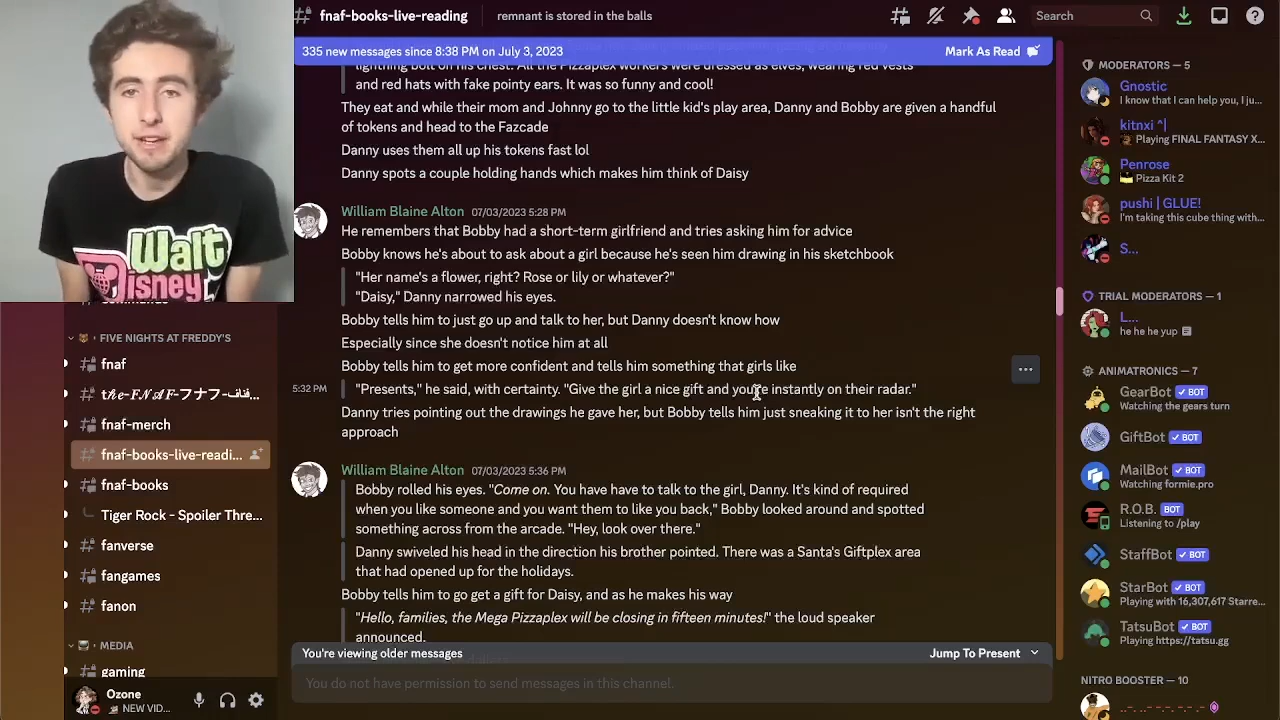 fnaf-books-live-reading
remnant is stored in the balls
Search
335 new messages since 8:38 PM on July 3, 2023
Mark As Read
lightning bolt on his chest. All the Pizzaplex workers were dressed as elves, wearing red vests
and red hats with fake pointy ears. It was so funny and cool!
They eat and while their mom and Johnny go to the little kid's play area, Danny and Bobby are given a handful
of tokens and head to the Fazcade
Danny uses them all up his tokens fast lol
Danny spots a couple holding hands which makes him think of Daisy
William Blaine Alton 07/03/2023 5:28 PM
He remembers that Bobby had a short-term girlfriend and tries asking him for advice
Bobby knows he's about to ask about a girl because he's seen him drawing in his sketchbook
"Her name's a flower, right? Rose or lily or whatever?"
"Daisy," Danny narrowed his eyes.
Bobby tells him to just go up and talk to her, but Danny doesn't know how
Especially since she doesn't notice him at all
Bobby tells him to get more confident and tells him something that girls like
5:32 PM
"Presents," he said, with certainty. "Give the girl a nice gift and you're instantly on their radar."
Danny tries pointing out the drawings he gave her, but Bobby tells him just sneaking it to her isn't the right
approach
William Blaine Alton 07/03/2023 5:36 PM
Bobby rolled his eyes. "Come on. You have have to talk to the girl, Danny. It's kind of required
when you like someone and you want them to like you back," Bobby looked around and spotted
something across from the arcade. "Hey, look over there."
Danny swiveled his head in the direction his brother pointed. There was a Santa's Giftplex area
that had opened up for the holidays.
Bobby tells him to go get a gift for Daisy, and as he makes his way
"Hello, families, the Mega Pizzaplex will be closing in fifteen minutes!" the loud speaker
announced.
You're viewing older messages
Jump To Present
You do not have permission to send messages in this channel.
Walt
Disney
FIVE NIGHTS AT FREDDY'S
fnaf
fnaf-merch
fnaf-books-live-readi...
fnaf-books
Tiger Rock - Spoiler Thre...
fanverse
fangames
fanon
MEDIA
gaming
Ozone
NEW VID...
MODERATORS — 5
Gnostic
I know that I can help you, I ju...
kitnxi ^|
Playing FINAL FANTASY X...
Penrose
Pizza Kit 2
pushi | GLUE!
I'm taking this cube thing with...
S...
TRIAL MODERATORS — 1
L...
he he he yup
ANIMATRONICS — 7
GearBot BOT
Watching the gears turn
GiftBot BOT
MailBot BOT
Watching formie.pro
R.O.B. BOT
Listening to /play
StaffBot BOT
StarBot BOT
Playing with 16,307,617 Starre...
TatsuBot BOT
Playing https://tatsu.gg
NITRO BOOSTER — 10